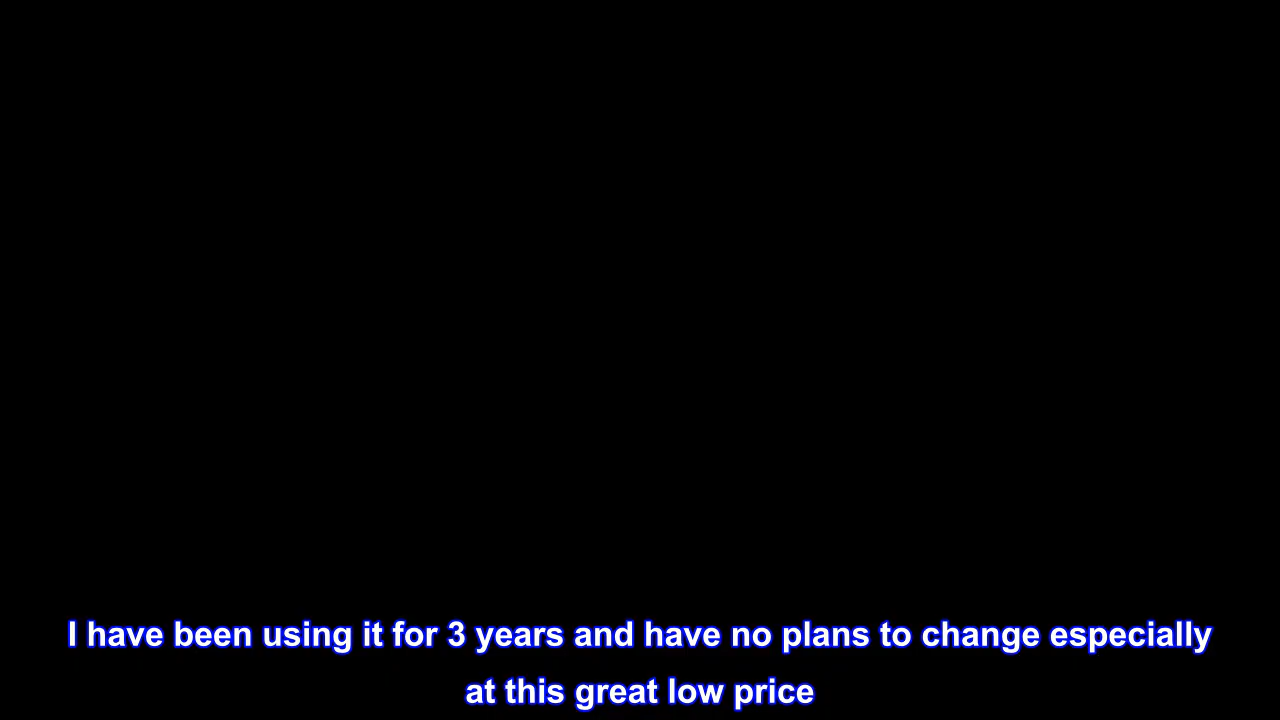 I have been using it for 3 years and have no plans to change especially
at this great low price